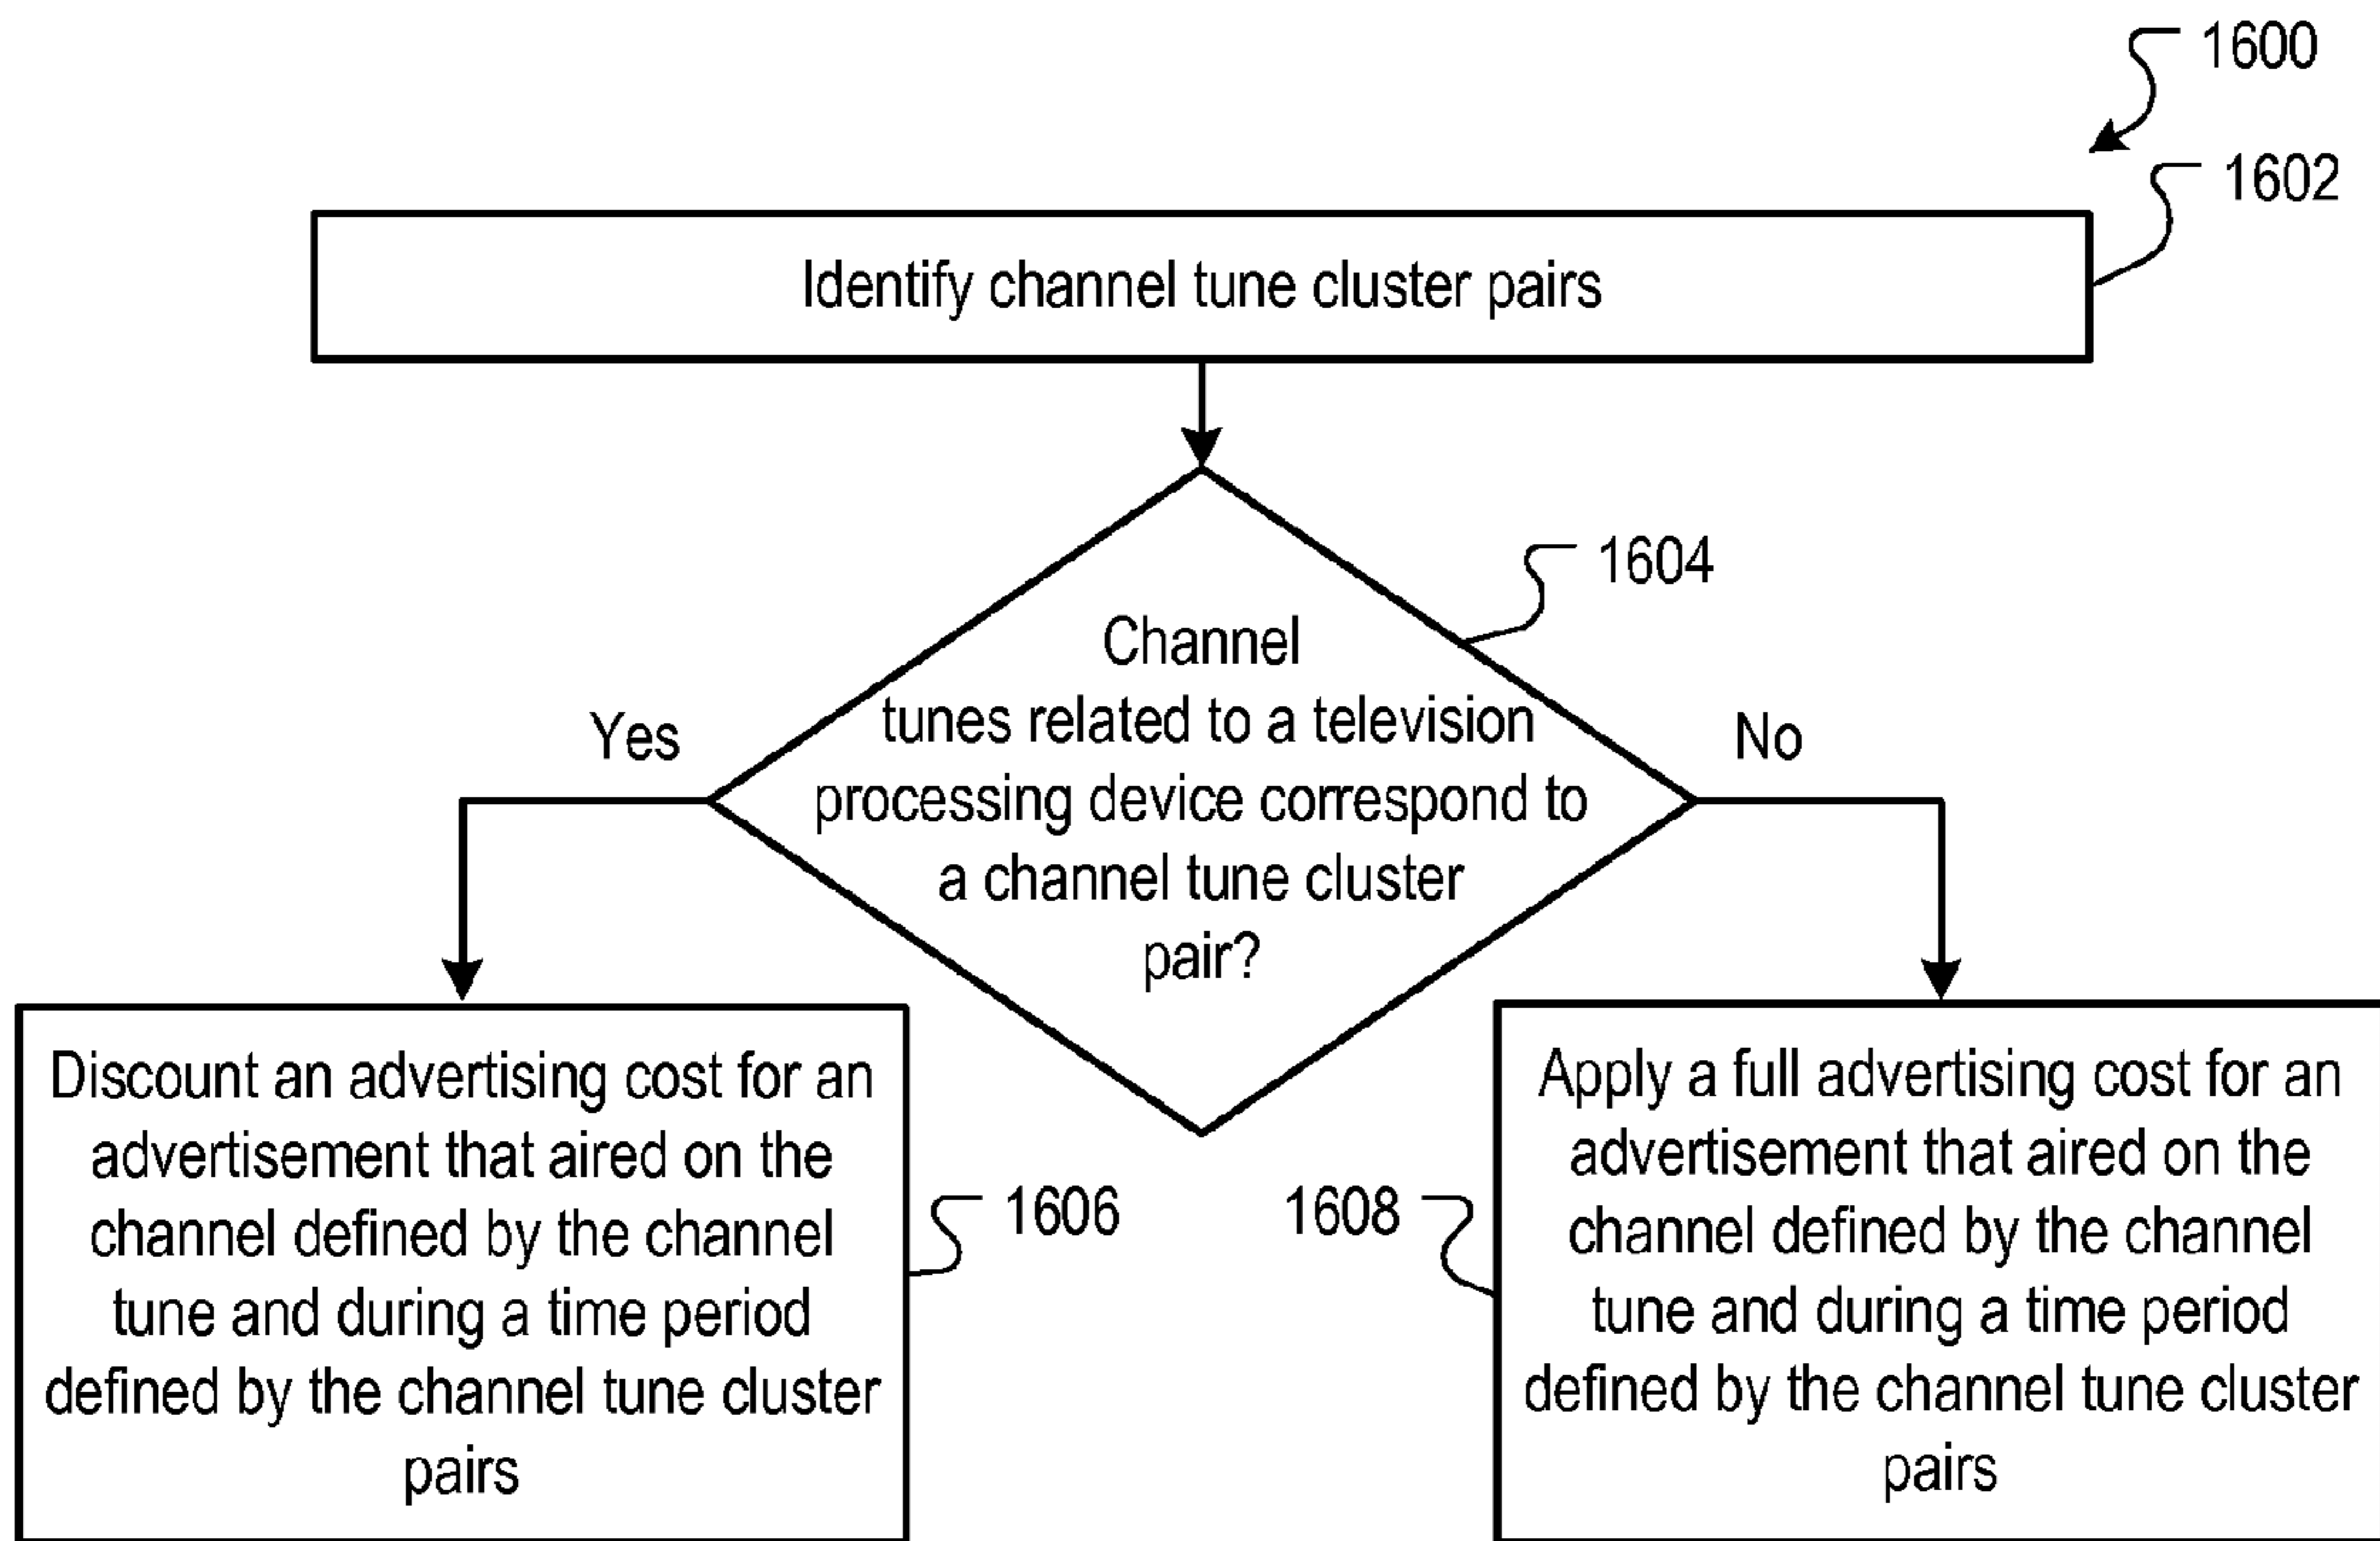 1600
1602
Identify channel tune cluster pairs
1604
Channel
tunes related to a television
processing device correspond to
a channel tune cluster
pair?
Yes
No
Discount an advertising cost for an
advertisement that aired on the
channel defined by the channel
tune and during a time period
defined by the channel tune cluster
pairs
1606
1608
Apply a full advertising cost for an
advertisement that aired on the
channel defined by the channel
tune and during a time period
defined by the channel tune cluster
pairs